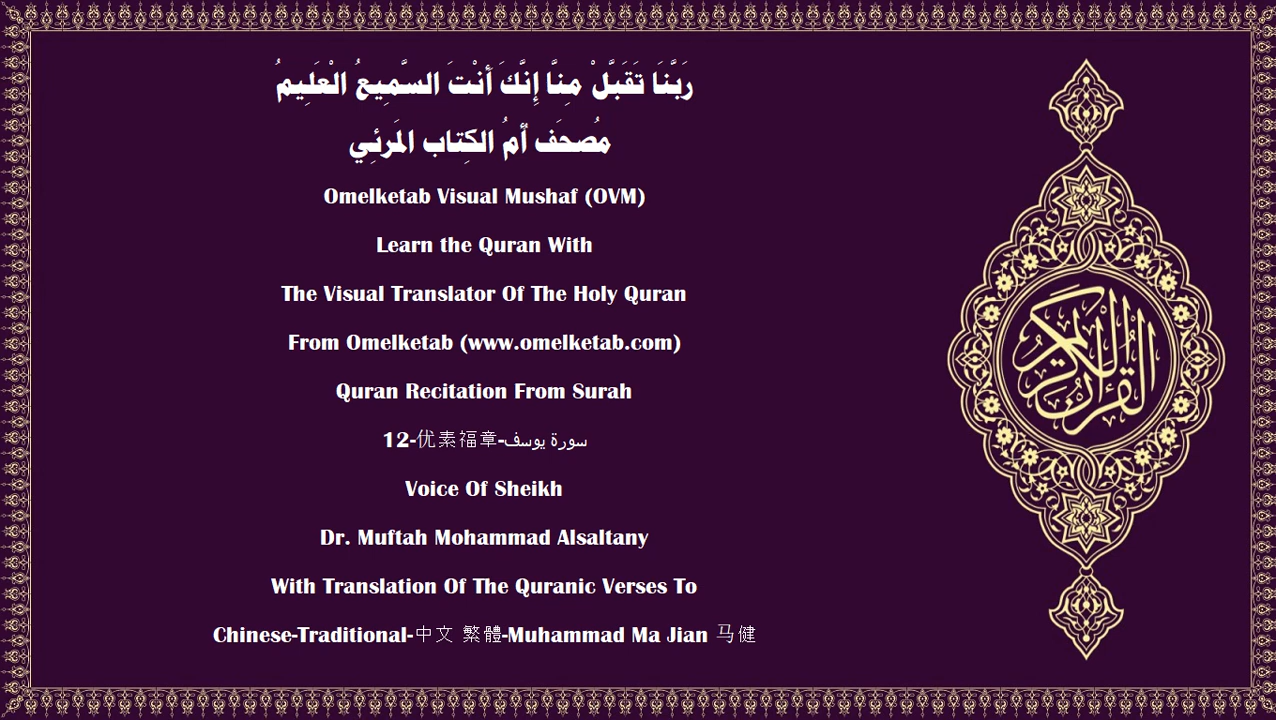 رَبَّنَا تَقَبَّلْ مِنَّا إِنَّكَ أَنْتَ السَّمِيعُ الْعَلِيمُ
مُصحَف أمُ الكِتاب المَرئِي
Omelketab Visual Mushaf (OVM)
Learn the Quran With
The Visual Translator Of The Holy Quran
From Omelketab (www.omelketab.com)
Quran Recitation From Surah
12-优素福章-سورة يوسف
Voice Of Sheikh
Dr. Muftah Mohammad Alsaltany
With Translation Of The Quranic Verses To
Chinese-Traditional-中文 繁體-Muhammad Ma Jian 马健
القرآن الكريم